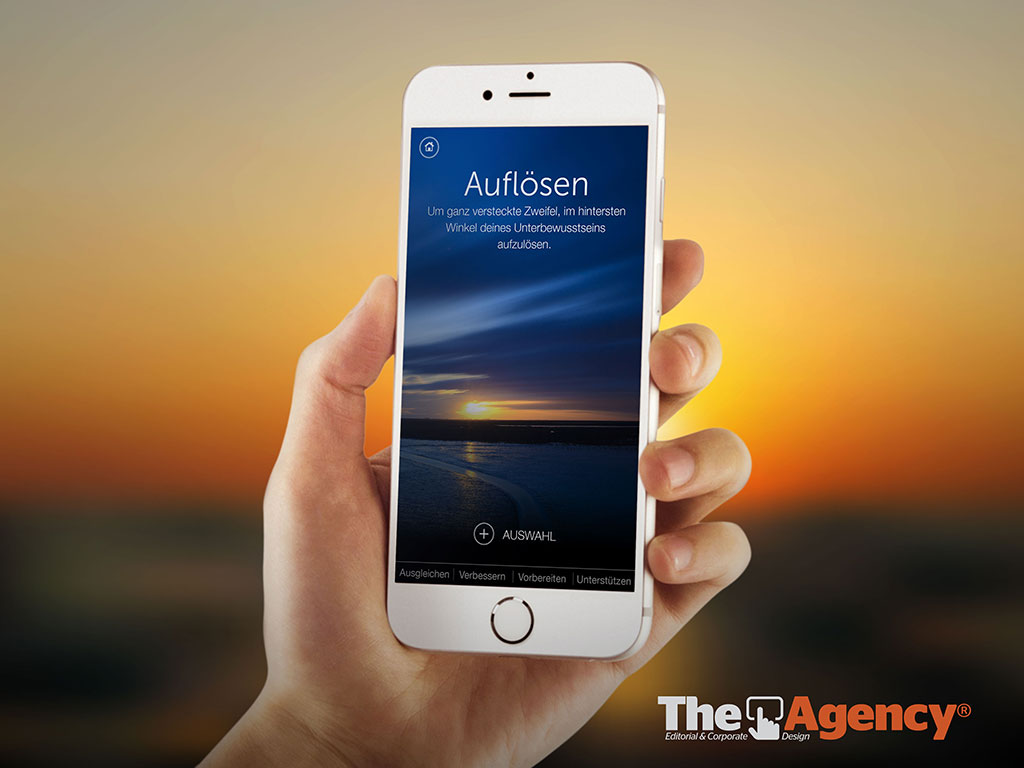 Auflösen
Um ganz versteckte Zweifel, im hintersten
Winkel deines Unterbewusstseins
aufzulösen.
AUSWAHL
Ausgleichen | Verbessern | Vorbereiten | Unterstützen
The Agency®
Editorial & Corporate Design